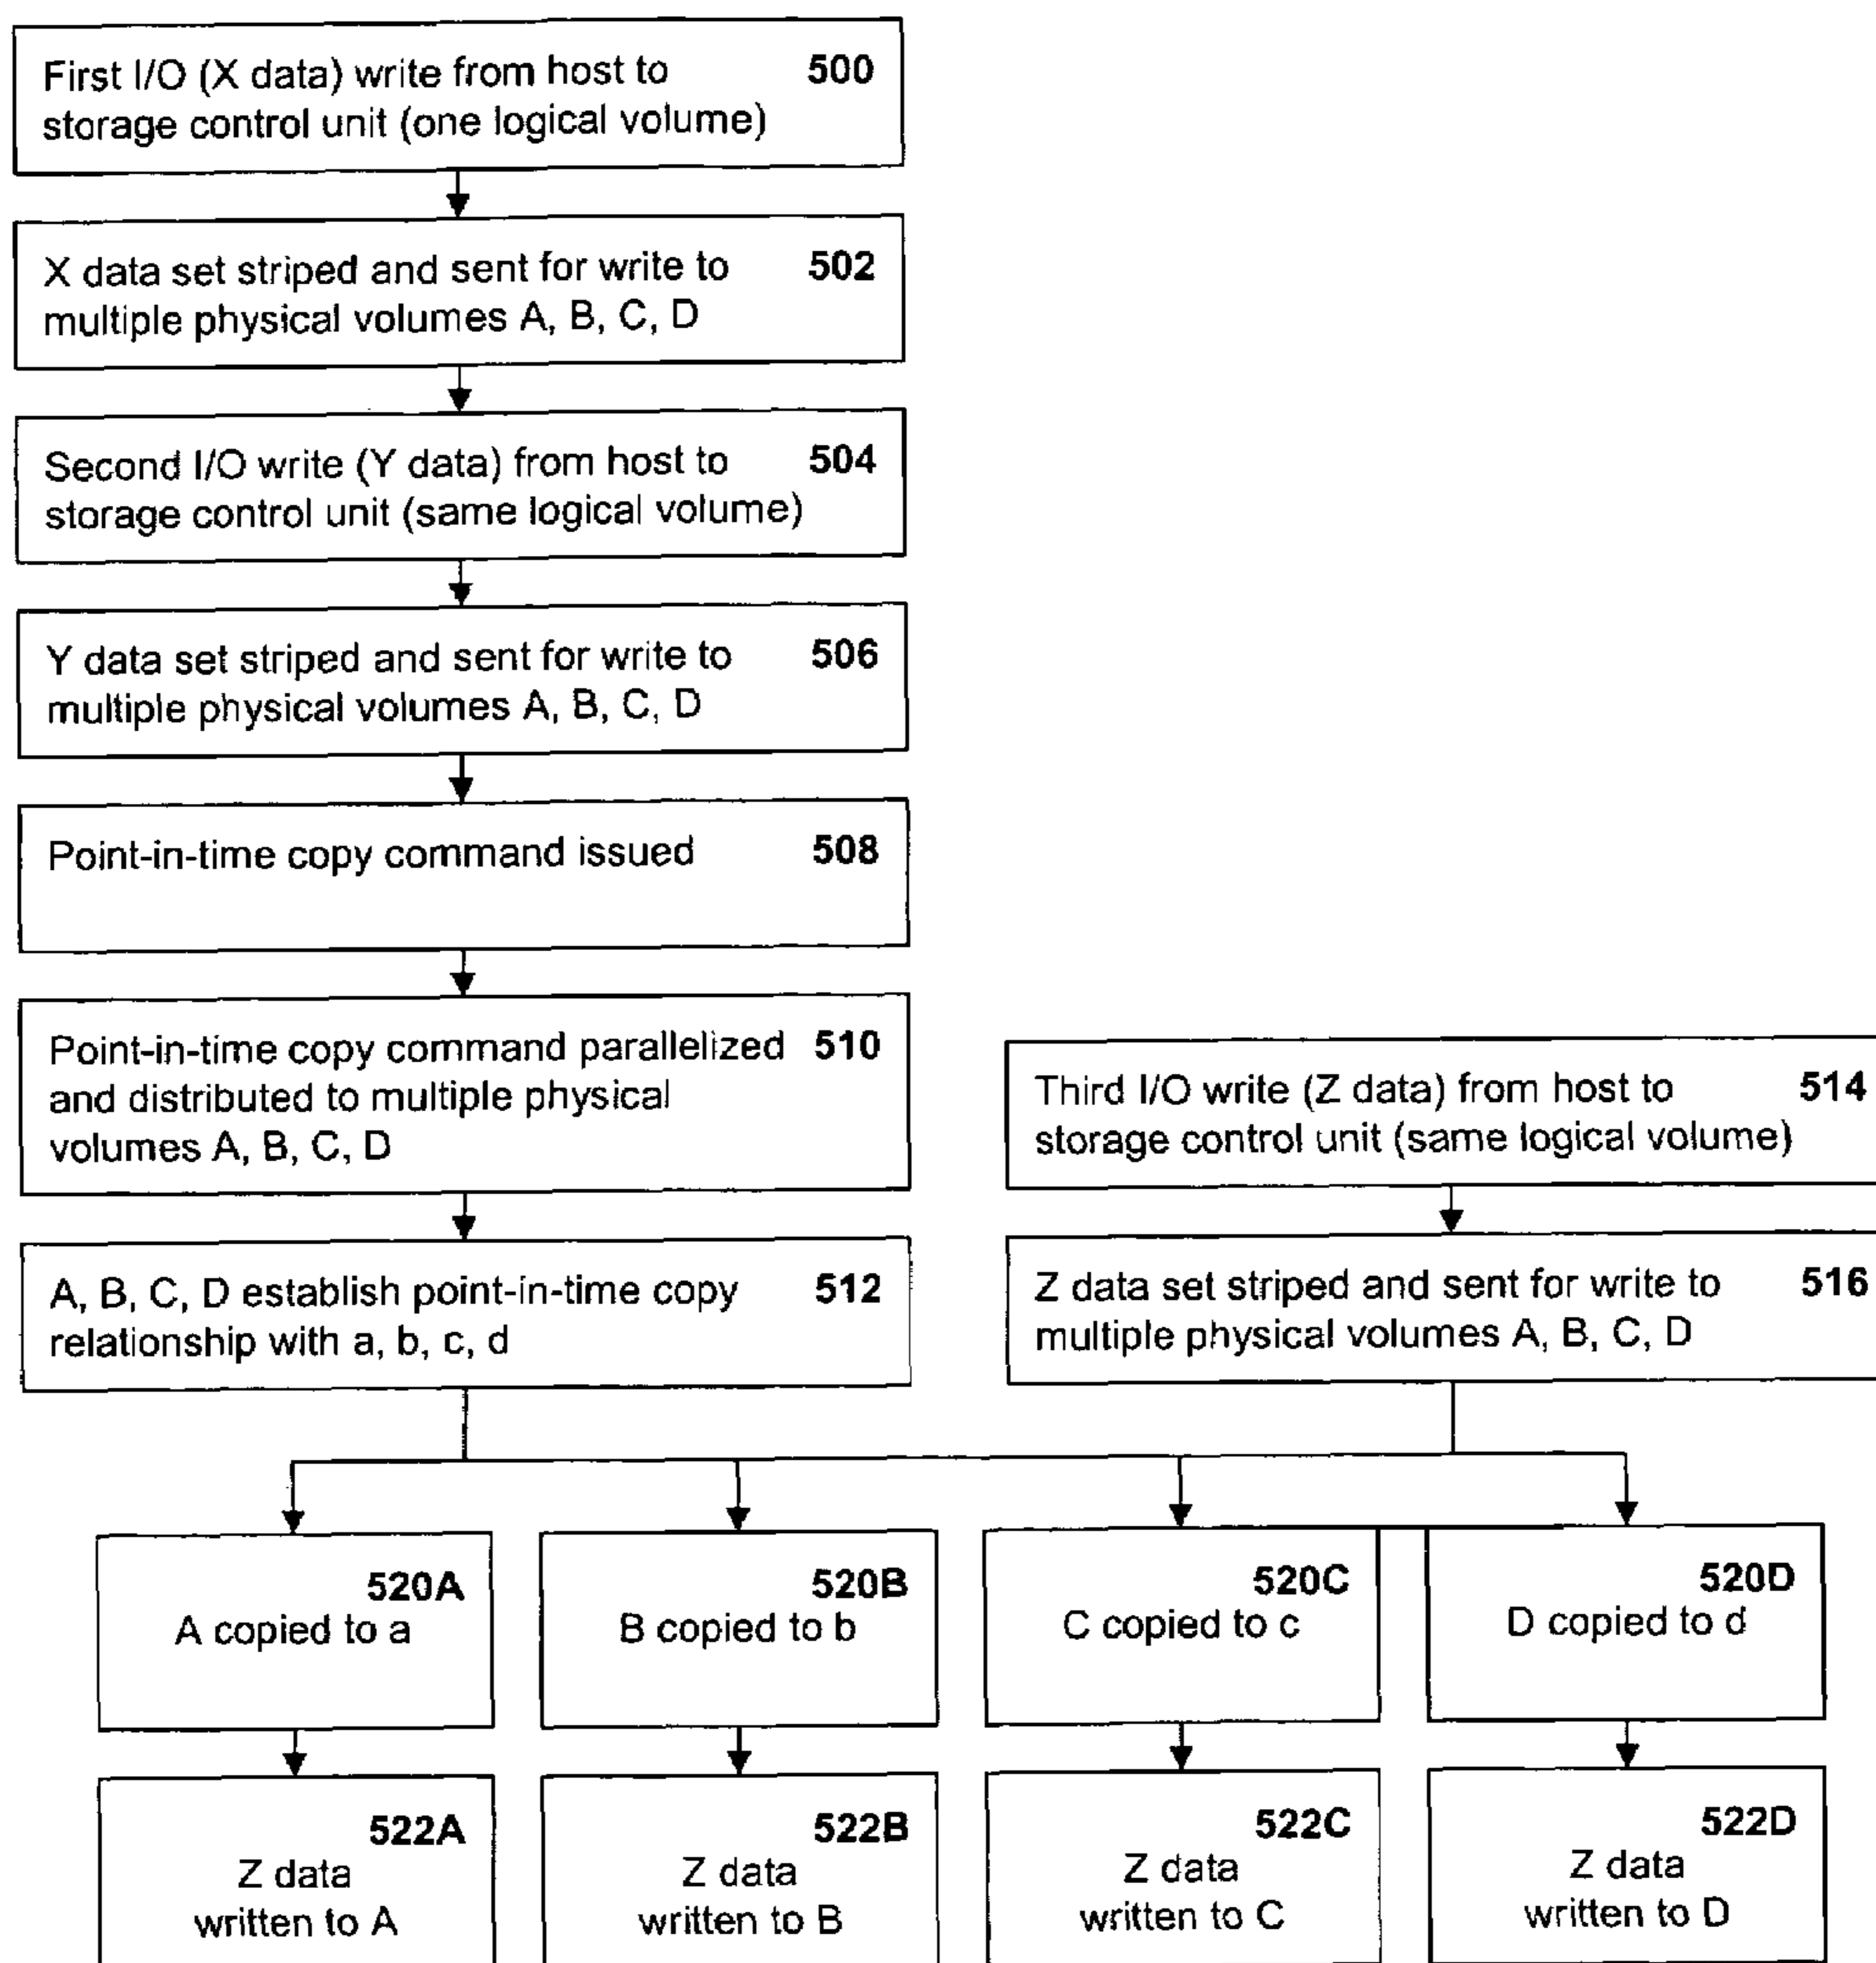 First I/O (X data) write from host to 500
storage control unit (one logical volume)
X data set striped and sent for write to 502
multiple physical volumes A, B, C, D
Second I/O write (Y data) from host to 504
storage control unit (same logical volume)
Y data set striped and sent for write to 506
multiple physical volumes A, B, C, D
Point-in-time copy command issued 508
Point-in-time copy command parallelized 510
and distributed to multiple physical
volumes A, B, C, D
Third I/O write (Z data) from host to 514
storage control unit (same logical volume)
A, B, C, D establish point-in-time copy 512
relationship with a, b, c, d
Z data set striped and sent for write to 516
multiple physical volumes A, B, C, D
520A
A copied to a
520B
B copied to b
520C
C copied to c
520D
D copied to d
522A
Z data
written to A
522B
Z data
written to B
522C
Z data
written to C
522D
Z data
written to D